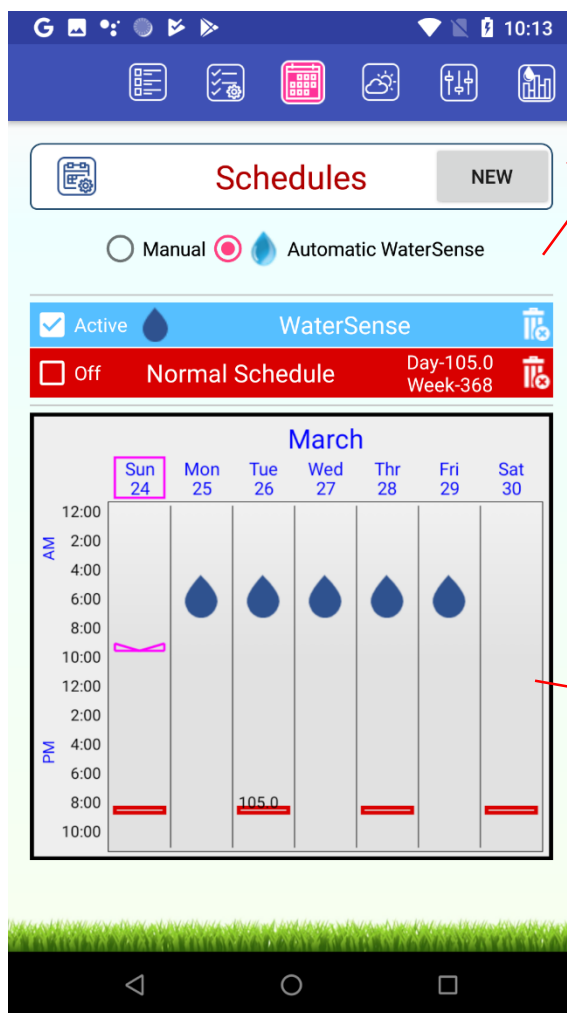 G 10:13
Schedules NEW
Manual Automatic WaterSense
Active WaterSense
Off Normal Schedule Day-105.0
Week-368
March
Sun Mon Tue Wed Thr Fri Sat
24 25 26 27 28 29 30
12:00
AM 2:00
4:00
6:00
8:00
10:00
12:00
2:00
PM 4:00
6:00
8:00 105.0
10:00